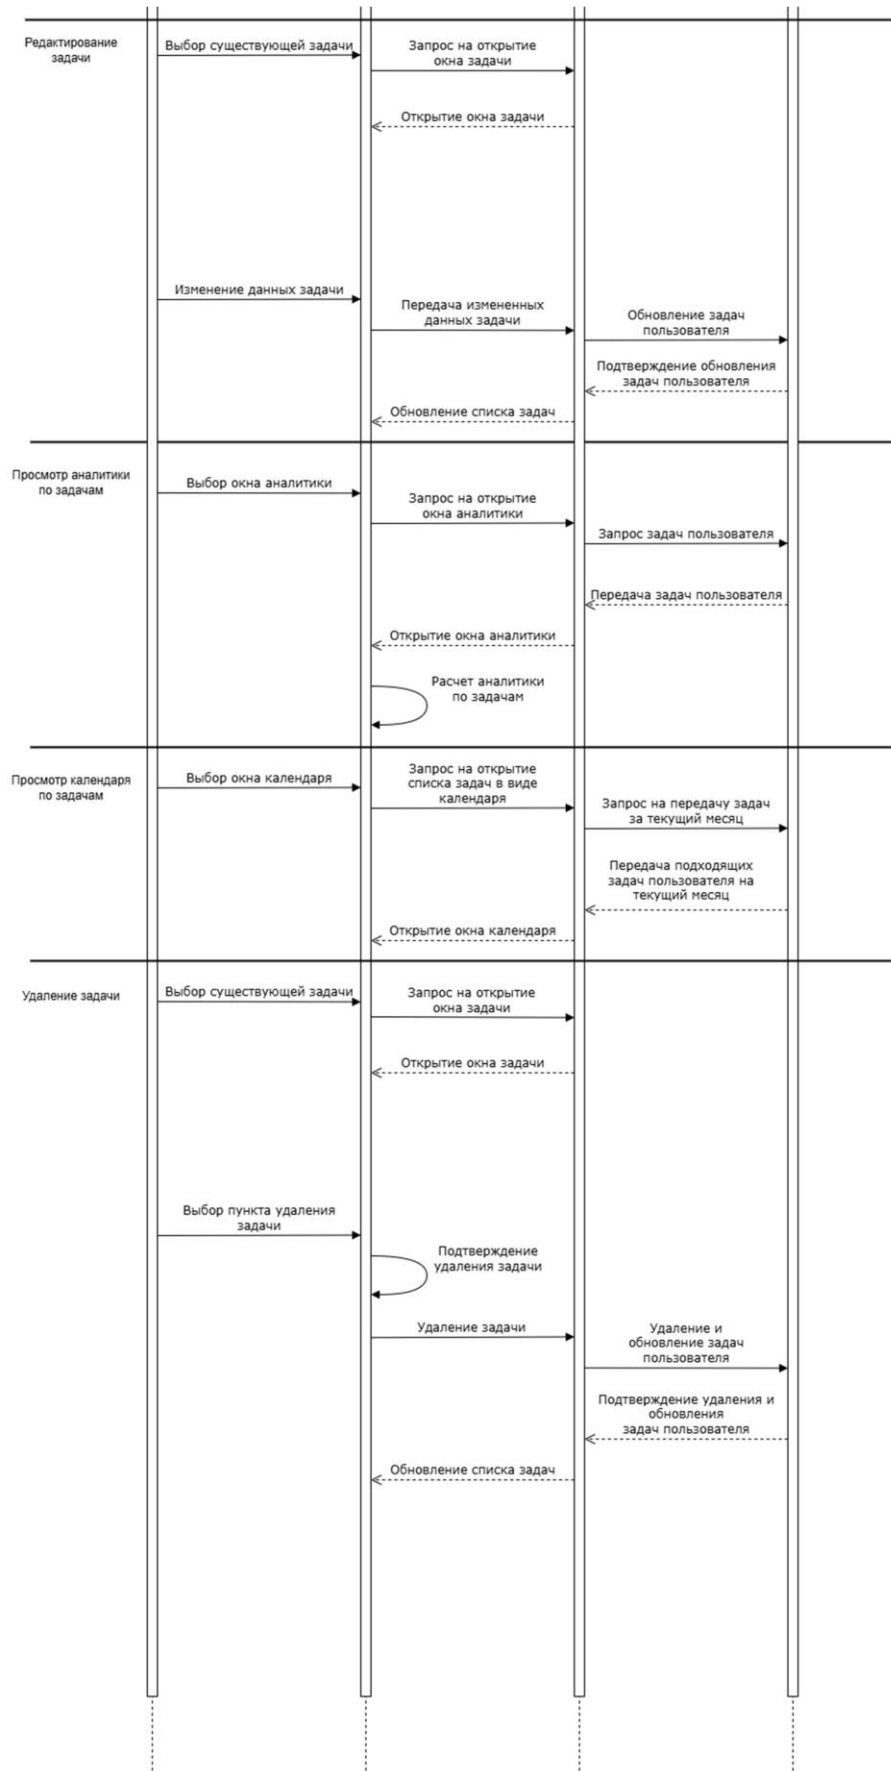 Редактирование
задачи
Выбор существующей задачи
Запрос на открытие
окна задачи
Открытие окна задачи
Изменение данных задачи
Передача измененных
данных задачи
Обновление задач
пользователя
Подтверждение обновления
задач пользователя
Обновление списка задач
Просмотр аналитики
по задачам
Выбор окна аналитики
Запрос на открытие
окна аналитики
Запрос задач пользователя
Передача задач пользователя
Открытие окна аналитики
Расчет аналитики
по задачам
Просмотр календаря
по задачам
Выбор окна календаря
Запрос на открытие
списка задач в виде
календаря
Запрос на передачу задач
за текущий месяц
Передача подходящих
задач пользователя на
текущий месяц
Открытие окна календаря
Удаление задачи
Выбор существующей задачи
Запрос на открытие
окна задачи
Открытие окна задачи
Выбор пункта удаления
задачи
Подтверждение
удаления задачи
Удаление задачи
Удаление и
обновление задач
пользователя
Подтверждение удаления и
обновления
задач пользователя
Обновление списка задач